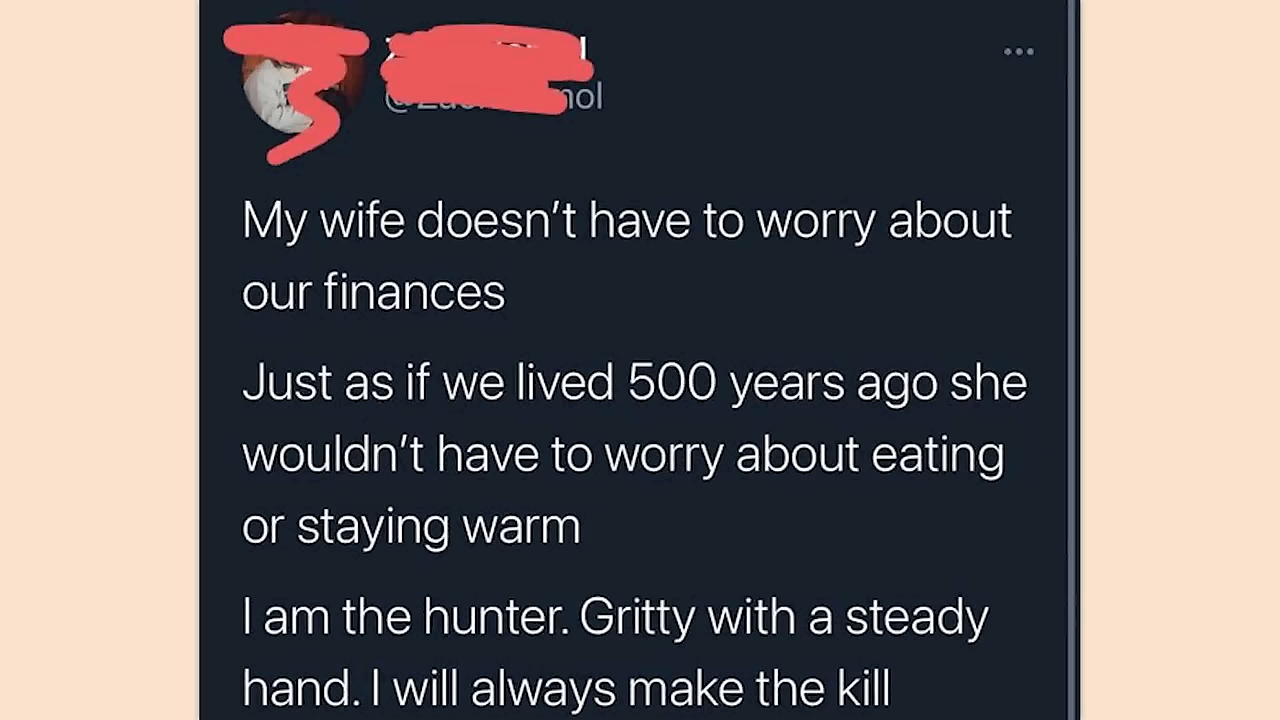 My wife doesn't have to worry about
our finances
Just as if we lived 500 years ago she
wouldn't have to worry about eating
or staying warm
I am the hunter. Gritty with a steady
hand. I will always make the kill